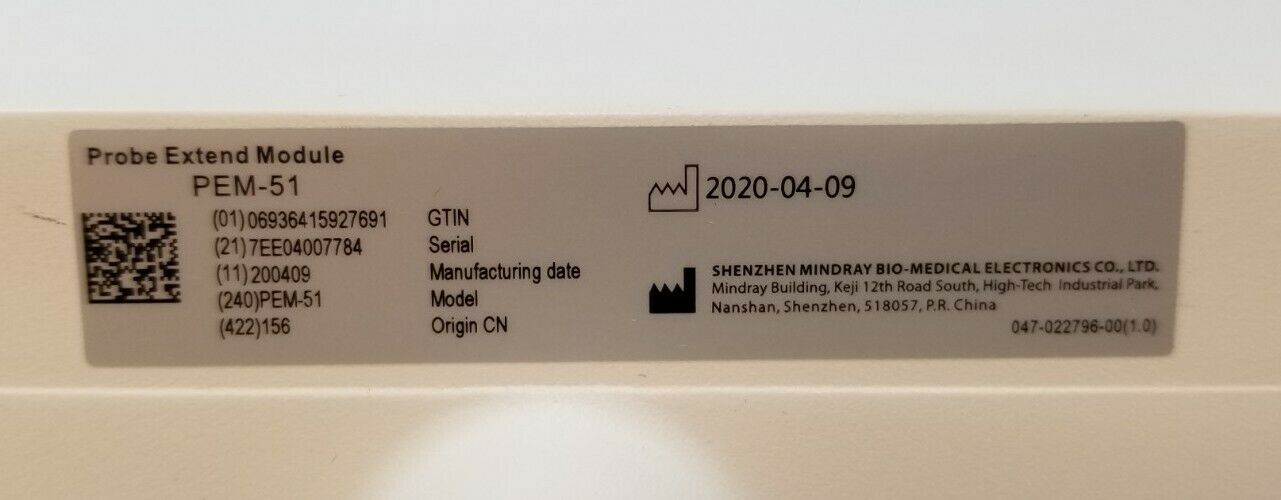 Probe Extend Module
PEM-51
(01)06936415927691 GTIN
(21)7EE04007784 Serial
(11)200409 Manufacturing date
(240)PEM-51 Model
(422)156 Origin CN
2020-04-09
SHENZHEN MINDRAY BIO-MEDICAL ELECTRONICS CO., LTD.
Mindray Building, Keji 12th Road South, High-Tech Industrial Park,
Nanshan, Shenzhen, 518057, P.R. China
047-022796-00(1.0)